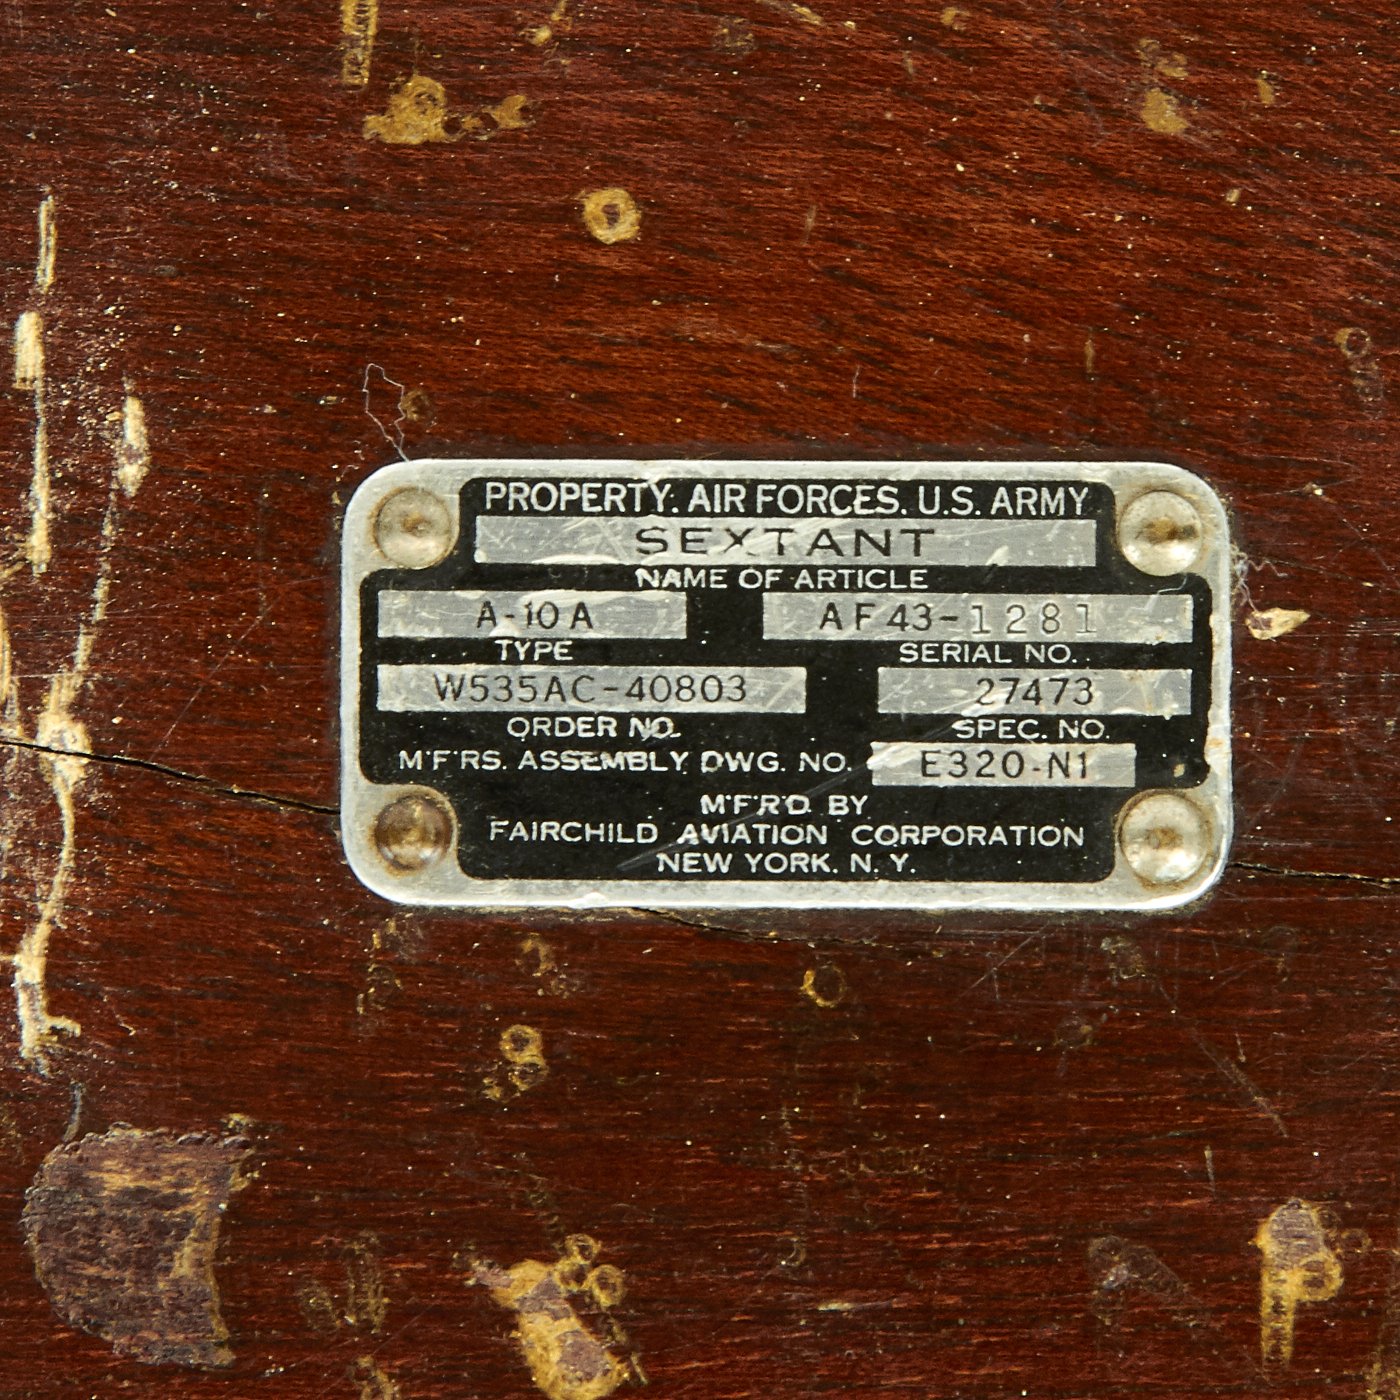 PROPERTY. AIR FORCES. U.S. ARMY
SEXTANT
NAME OF ARTICLE
A-10A AF43-1281
TYPE SERIAL NO.
W535AC-40803 27473
ORDER NO. SPEC. NO.
M'F'RS. ASSEMBLY DWG. NO. E320-N1
M'F'R'D. BY
FAIRCHILD AVIATION CORPORATION
NEW YORK. N. Y.